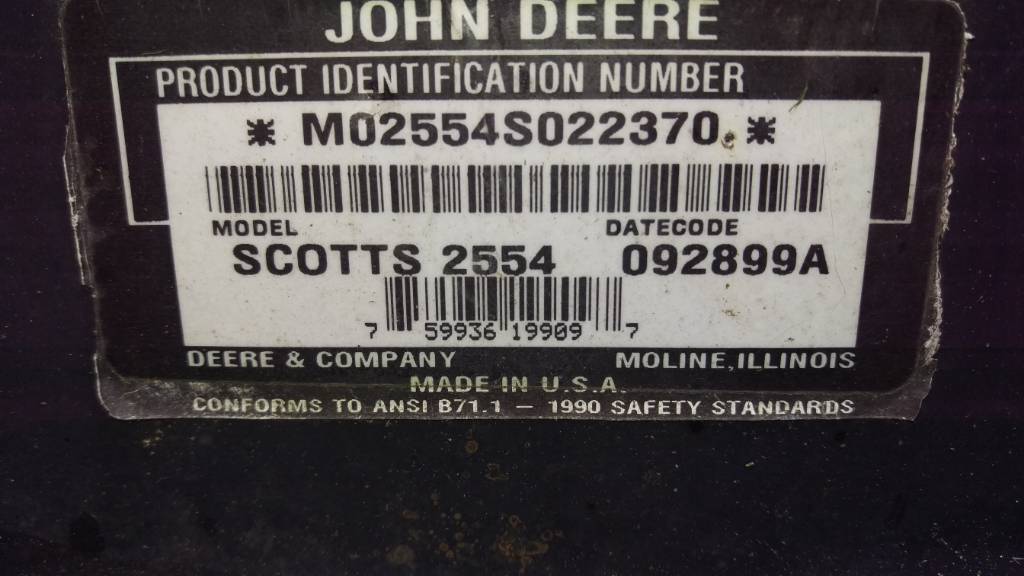 JOHN DEERE
PRODUCT IDENTIFICATION NUMBER
* M02554S022370 *
MODEL DATECODE
SCOTTS 2554 092899A
7 59936 19909 7
DEERE & COMPANY MOLINE, ILLINOIS
MADE IN U.S.A.
CONFORMS TO ANSI B71.1 — 1990 SAFETY STANDARDS